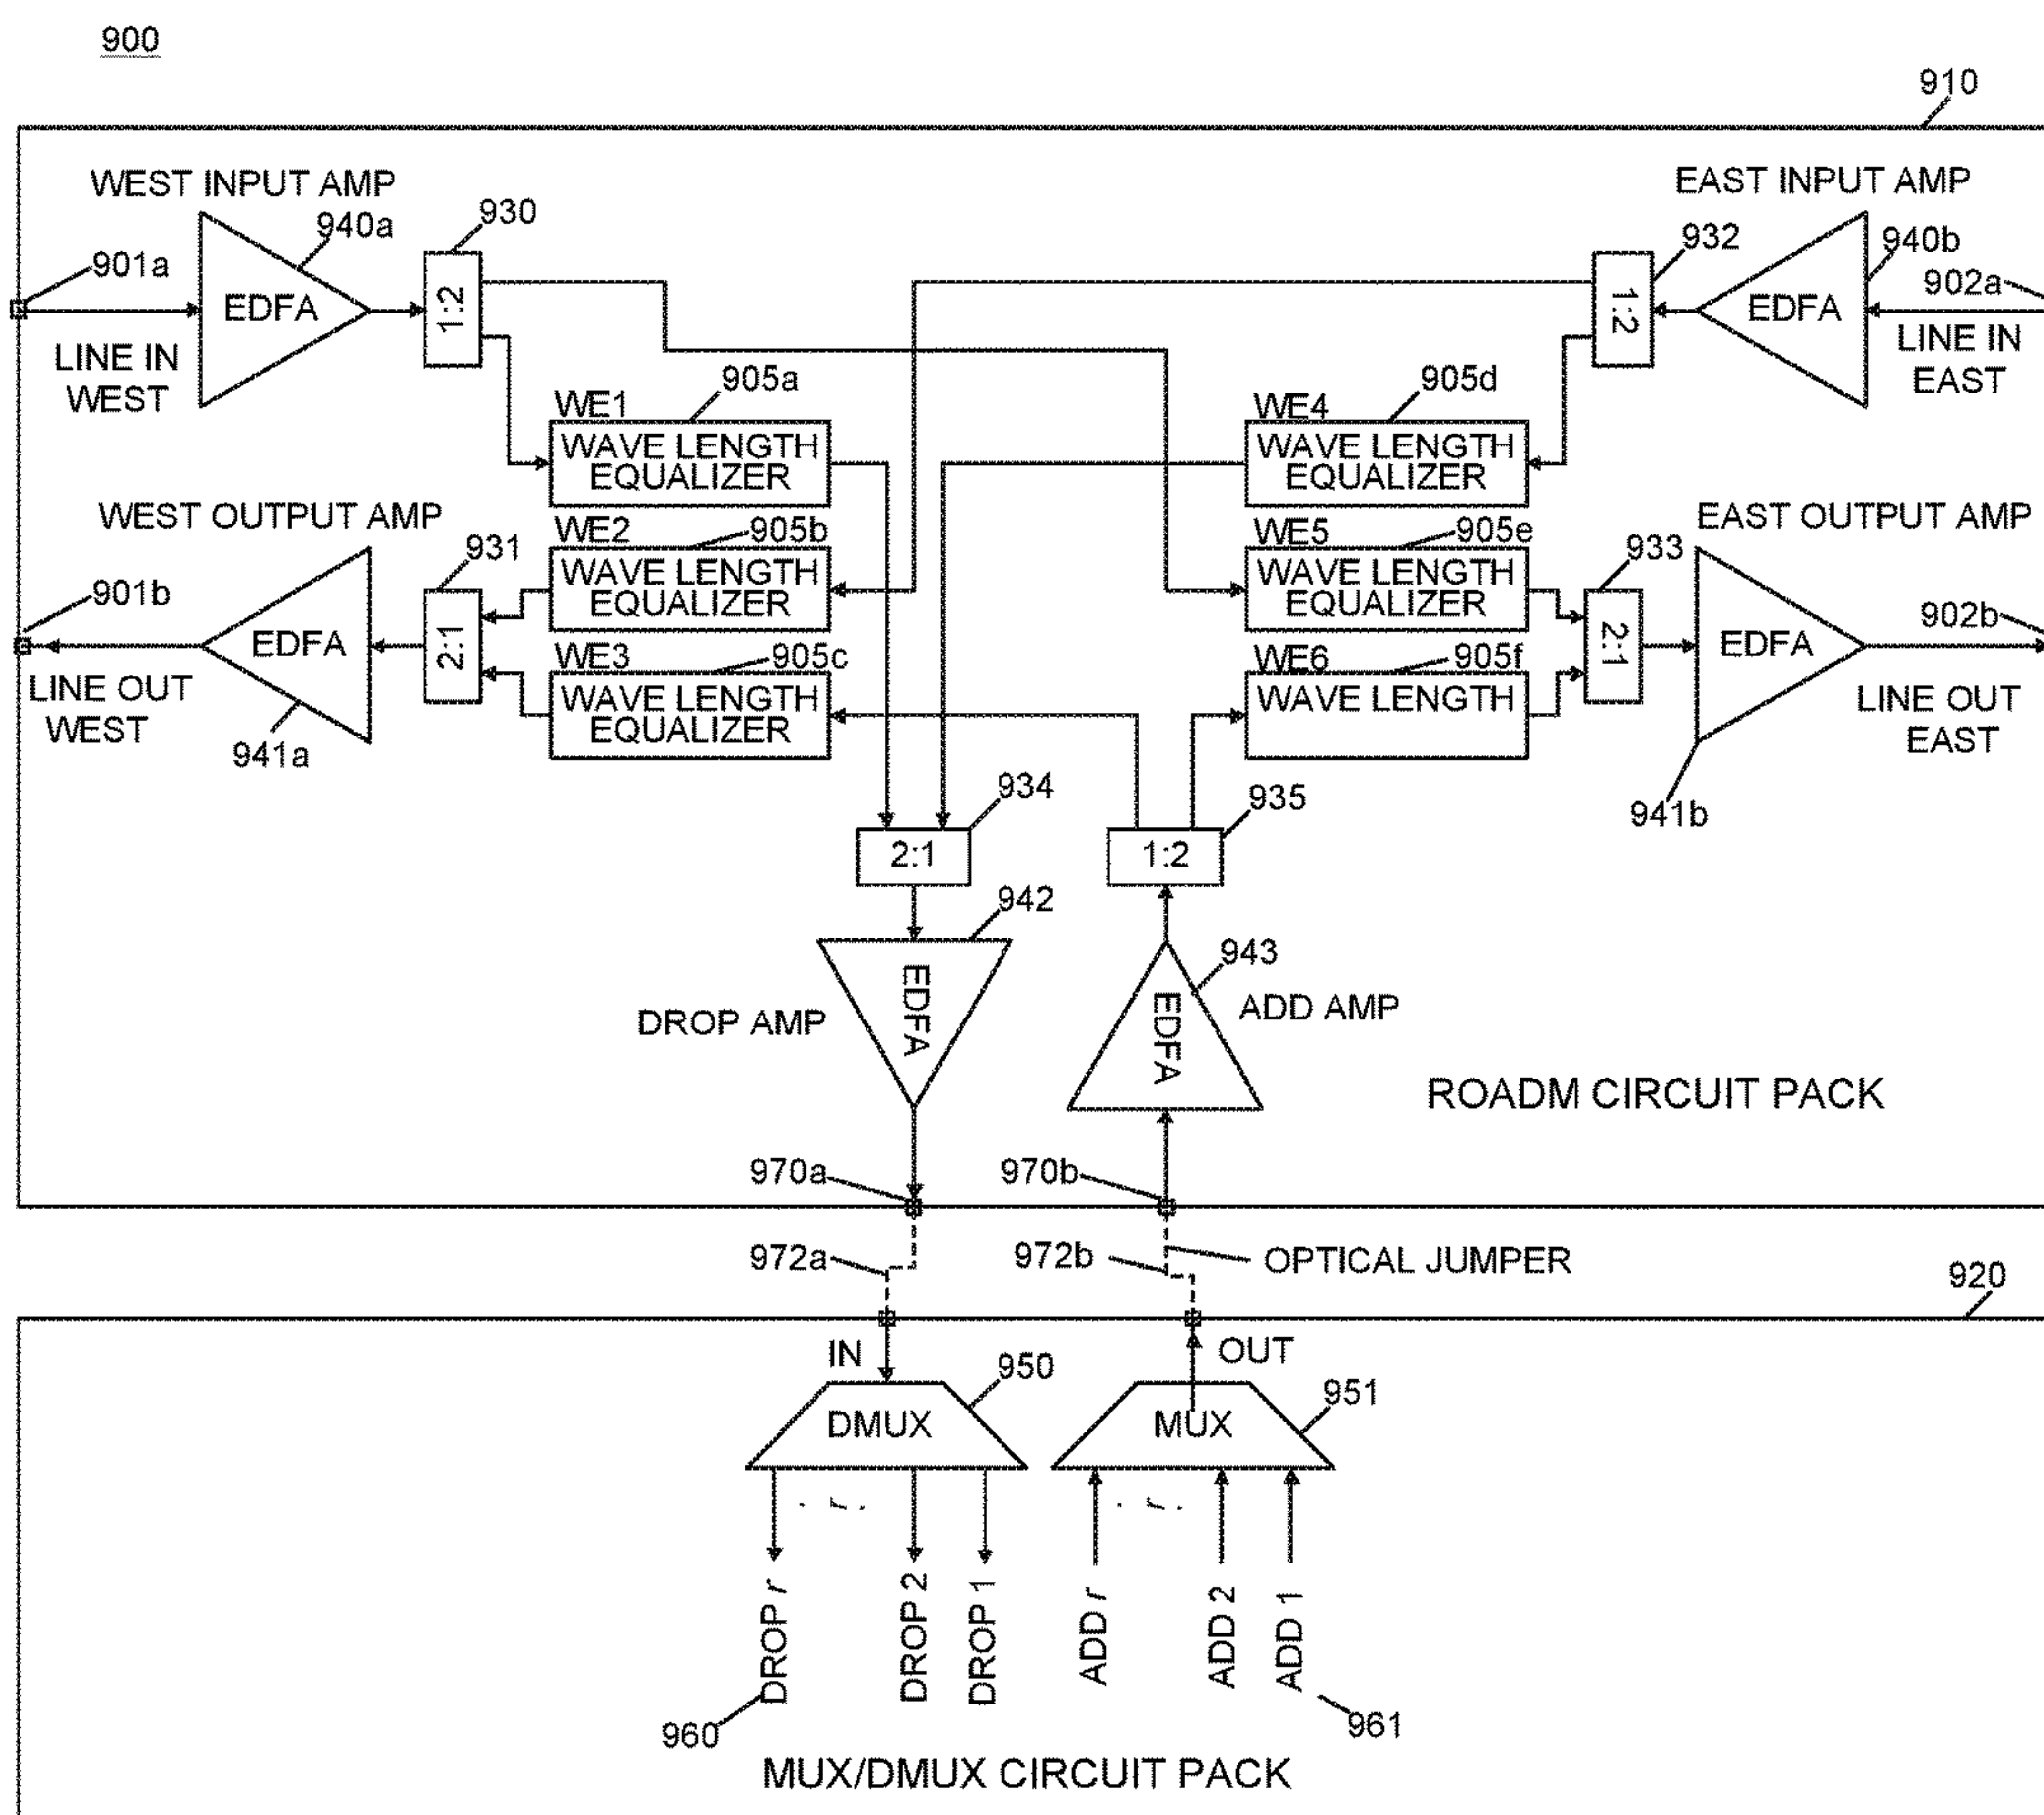 900
910
WEST INPUT AMP
EAST INPUT AMP
930
940a
932
940b
901a
902a
EDFA
1:2
1:2
EDFA
LINE IN
WEST
LINE IN
EAST
905a
905d
WE1
WE4
WAVE LENGTH
EQUALIZER
WAVE LENGTH
EQUALIZER
WEST OUTPUT AMP
EAST OUTPUT AMP
WE2
905b
WE5
905e
931
933
WAVE LENGTH
EQUALIZER
WAVE LENGTH
EQUALIZER
901b
902b
EDFA
2:1
2:1
EDFA
WE3
905c
WE6
905f
WAVE LENGTH
EQUALIZER
WAVE LENGTH
LINE OUT
WEST
LINE OUT
EAST
941a
941b
934
935
2:1
1:2
942
943
EDFA
EDFA
DROP AMP
ADD AMP
ROADM CIRCUIT PACK
970a
970b
972a
972b
OPTICAL JUMPER
920
IN
OUT
950
951
DMUX
MUX
. r .
. r .
DROP r
DROP 2
DROP 1
ADD r
ADD 2
ADD 1
960
961
MUX/DMUX CIRCUIT PACK